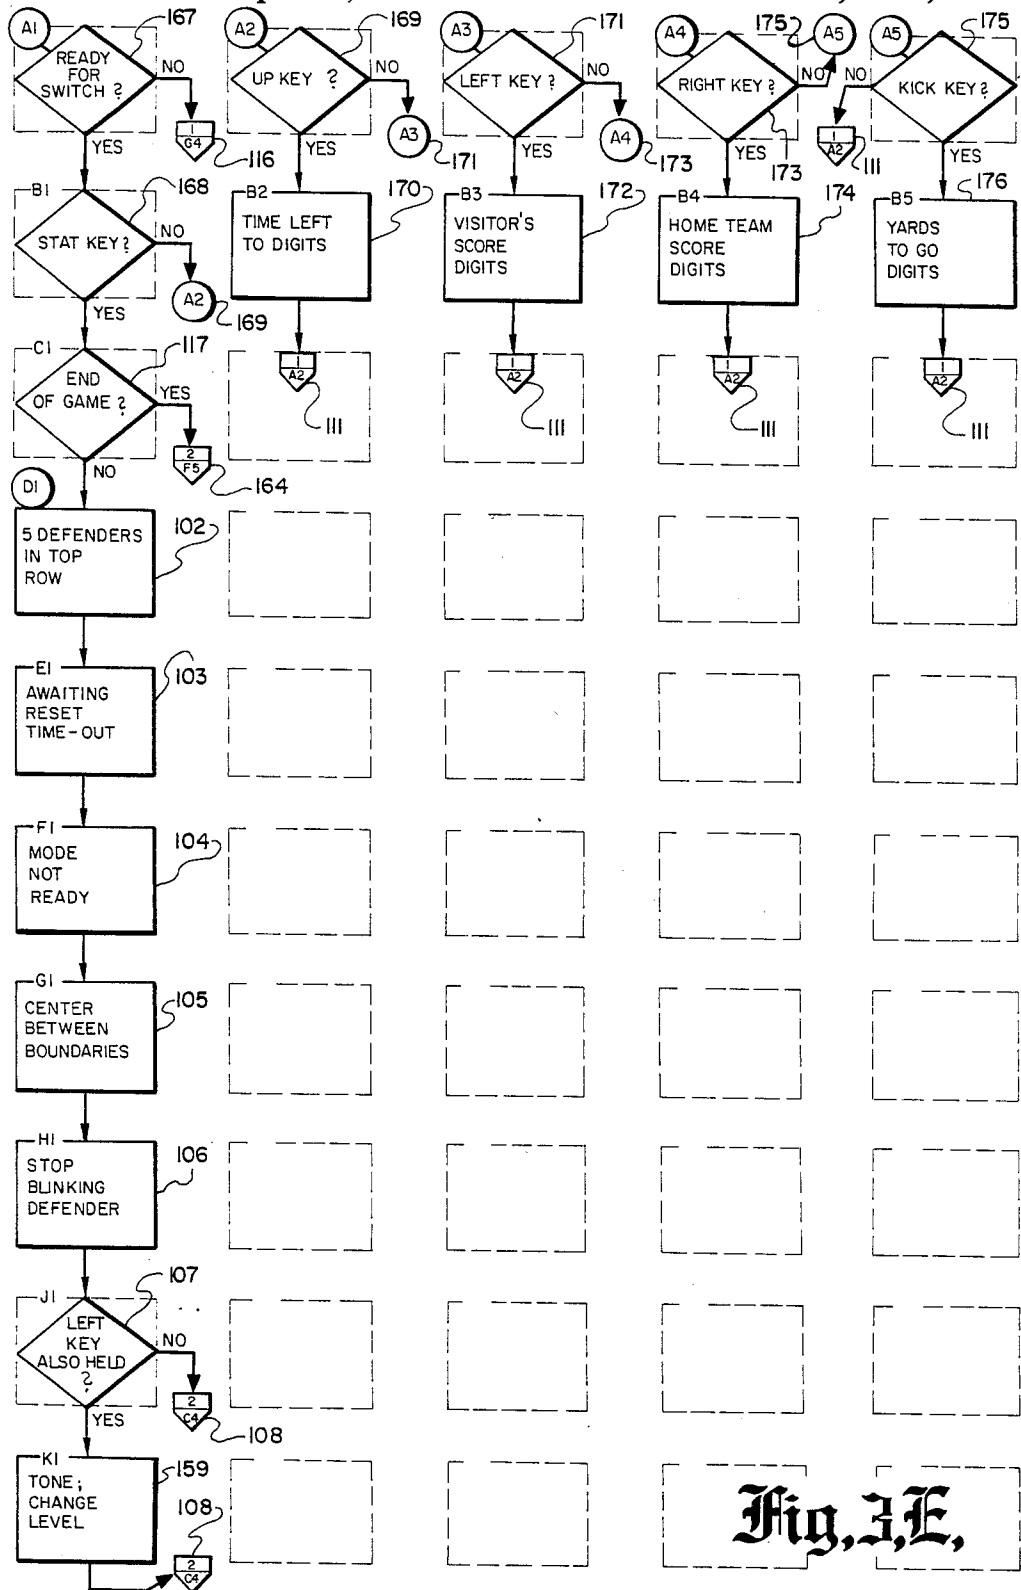 A1
167
READY
FOR
SWITCH ?
NO
1
G4
116
YES
A2
169
UP KEY ?
NO
A3
171
YES
A3
171
LEFT KEY ?
NO
A4
173
YES
A4
175
A5
RIGHT KEY ?
NO
YES
173
A5
175
NO
KICK KEY ?
1
A2
111
YES
B1
168
STAT KEY ?
NO
A2
169
YES
B2
170
TIME LEFT
TO DIGITS
B3
172
VISITOR'S
SCORE
DIGITS
B4
174
HOME TEAM
SCORE
DIGITS
B5
176
YARDS
TO GO
DIGITS
C1
117
END
OF GAME ?
YES
2
F5
164
NO
1
A2
111
1
A2
111
1
A2
111
1
A2
111
D1
102
5 DEFENDERS
IN TOP
ROW
E1
103
AWAITING
RESET
TIME-OUT
F1
104
MODE
NOT
READY
G1
105
CENTER
BETWEEN
BOUNDARIES
H1
106
STOP
BLINKING
DEFENDER
J1
107
LEFT
KEY
ALSO HELD
?
NO
2
C4
108
YES
K1
159
TONE;
CHANGE
LEVEL
108
2
C4
Fig,3,E,